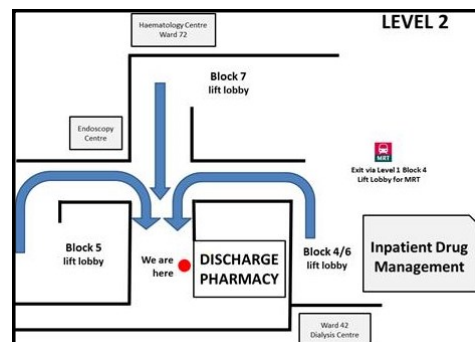 Haematology Centre
Ward 72
LEVEL 2
Block 7
lift lobby
Endoscopy
Centre
MRT
Exit via Level 1 Block 4
Lift Lobby for MRT
Block 5
lift lobby
We are
here
DISCHARGE
PHARMACY
Block 4/6
lift lobby
Inpatient Drug
Management
Ward 42
Dialysis Centre